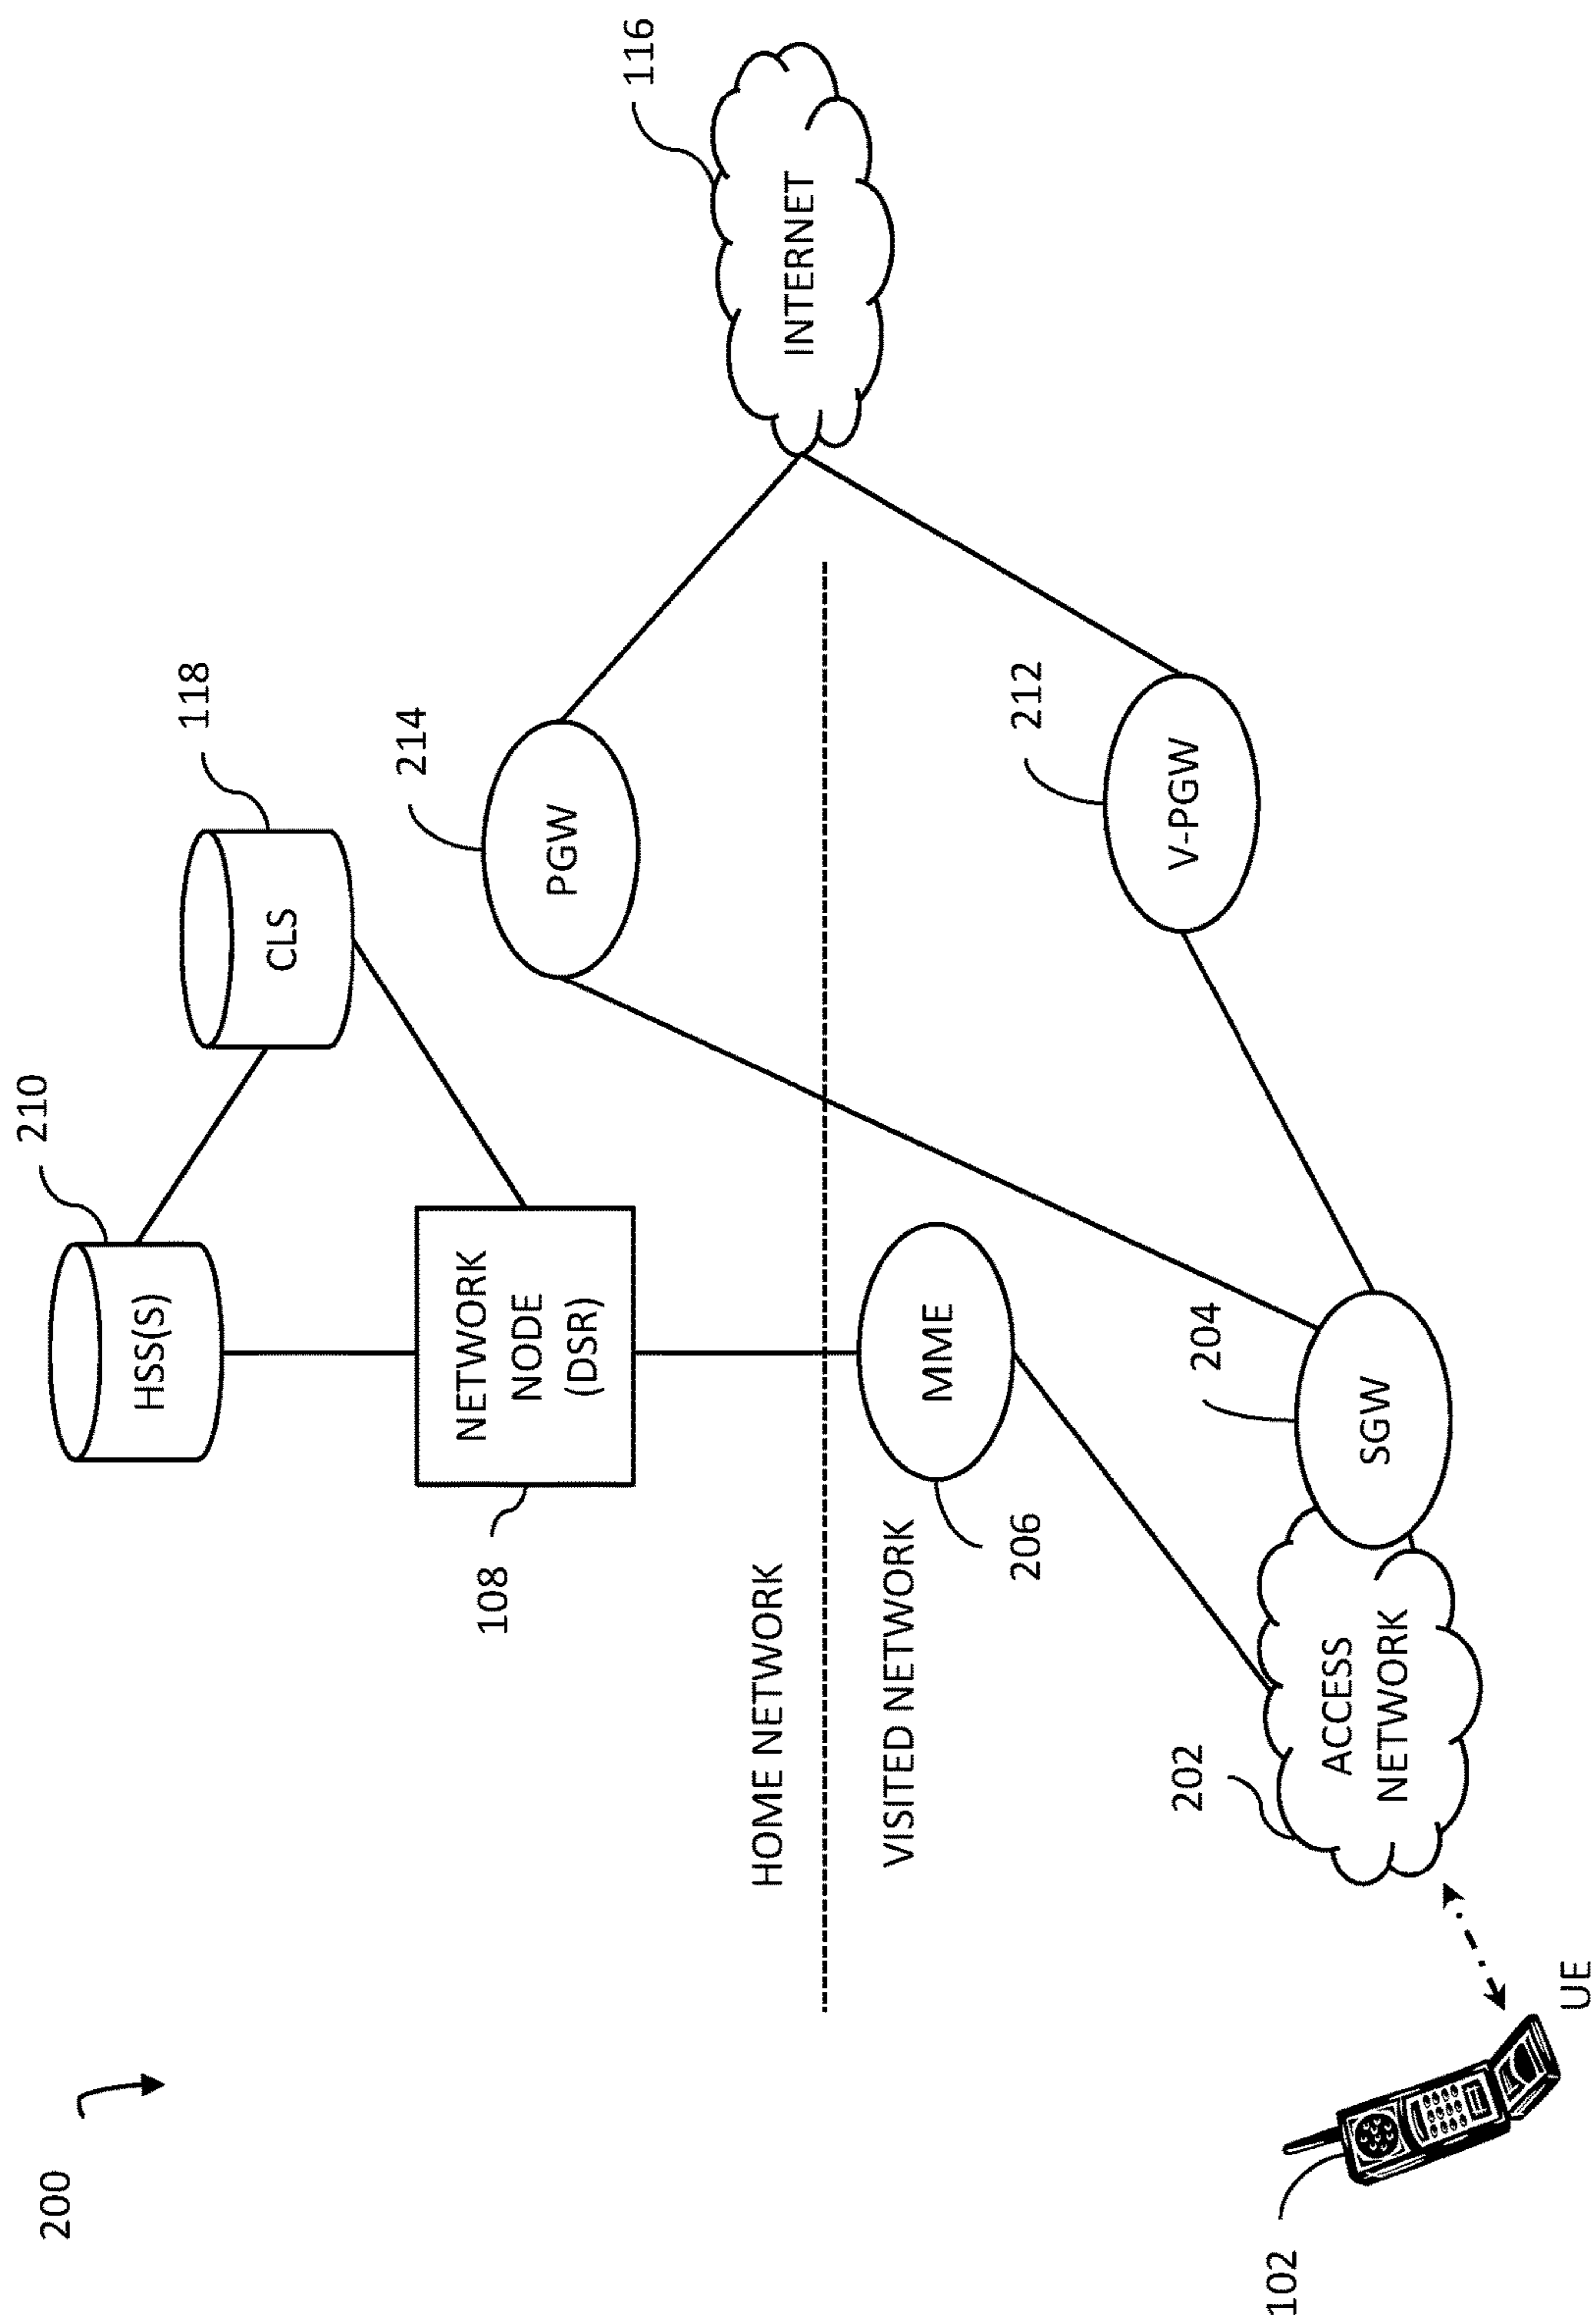 200
210
HSS(S)
118
CLS
NETWORK
NODE
(DSR)
108
214
PGW
116
INTERNET
HOME NETWORK
VISITED NETWORK
MME
206
212
V-PGW
204
SGW
202
ACCESS
NETWORK
102
UE